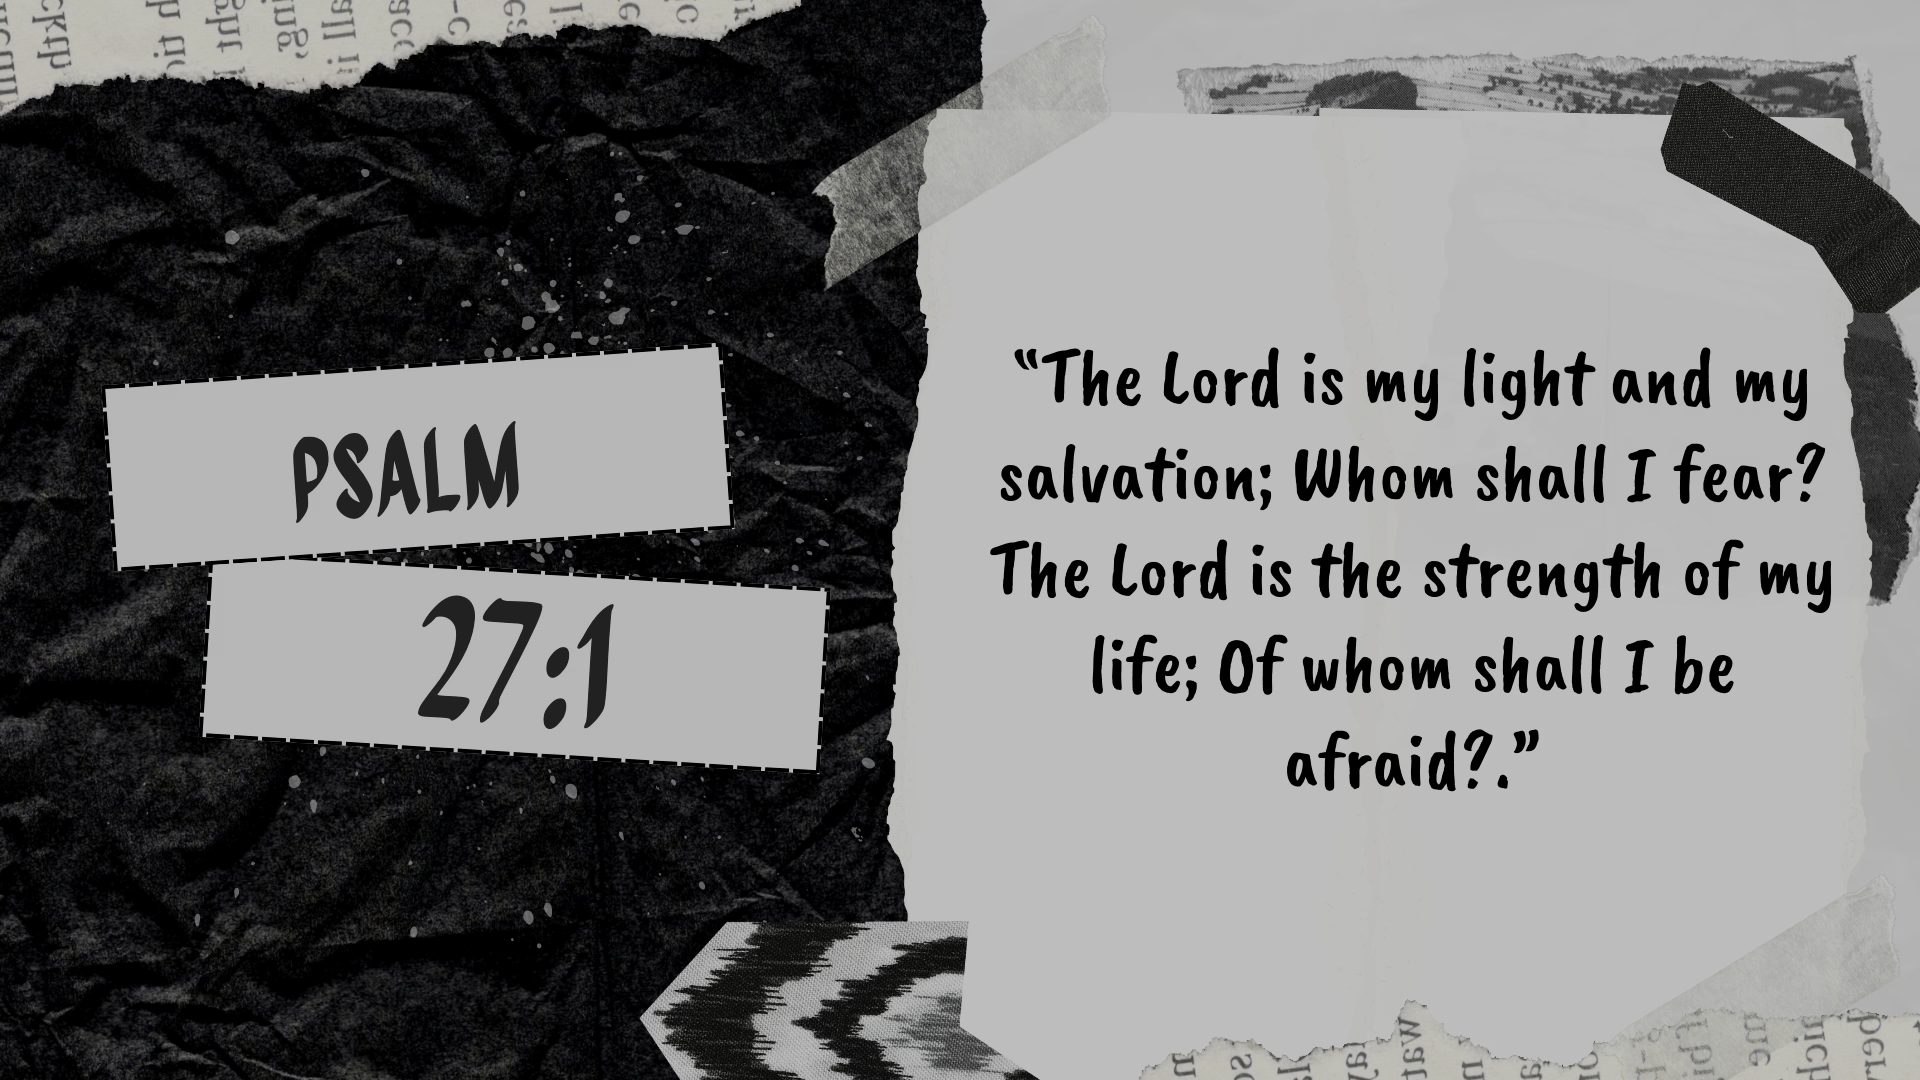 PSALM
27:1
“The Lord is my light and my
salvation; Whom shall I fear?
The Lord is the strength of my
life; Of whom shall I be
afraid?.”